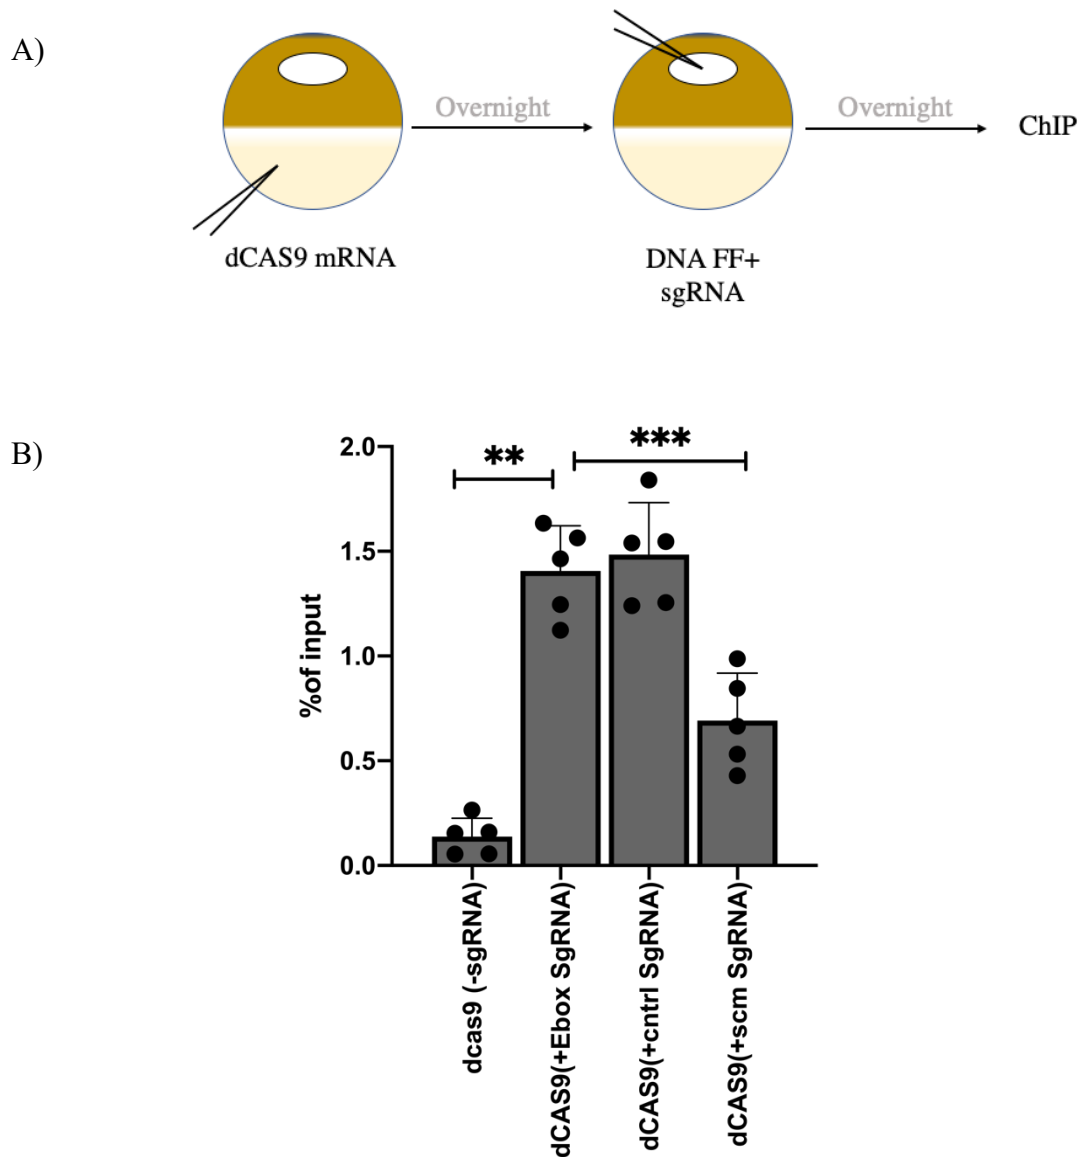 A)
Overnight
Overnight
ChIP
dCAS9 mRNA
DNA FF+
sgRNA
B)
**
***
2.0
1.5
1.0
0.5
0.0
%of input
dcas9 (-sgRNA)
dCAS9(+Ebox SgRNA)
dCAS9(+cntrl SgRNA)
dCAS9(+scm SgRNA)